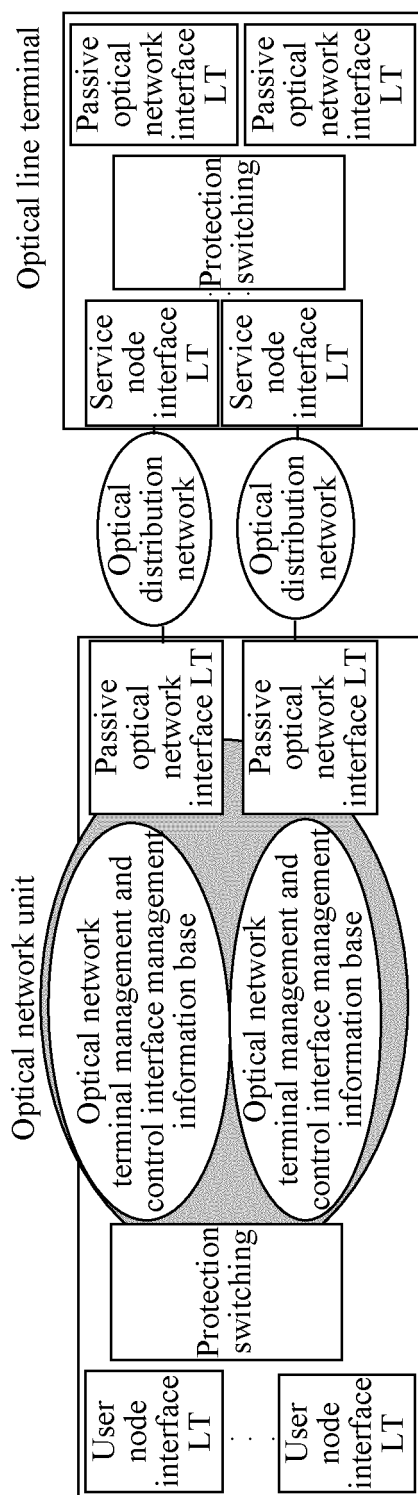 Optical network unit
User
node
interface
LT
User
node
interface
LT
Protection
switching
Optical network
terminal management and
control interface management
information base
Optical network
terminal management and
control interface management
information base
Passive
optical
network
interface LT
Passive
optical
network
interface LT
Optical
distribution
network
Optical
distribution
network
Optical line terminal
Service
node
interface
LT
Service
node
interface
LT
Protection
switching
Passive
optical
network
interface
LT
Passive
optical
network
interface
LT